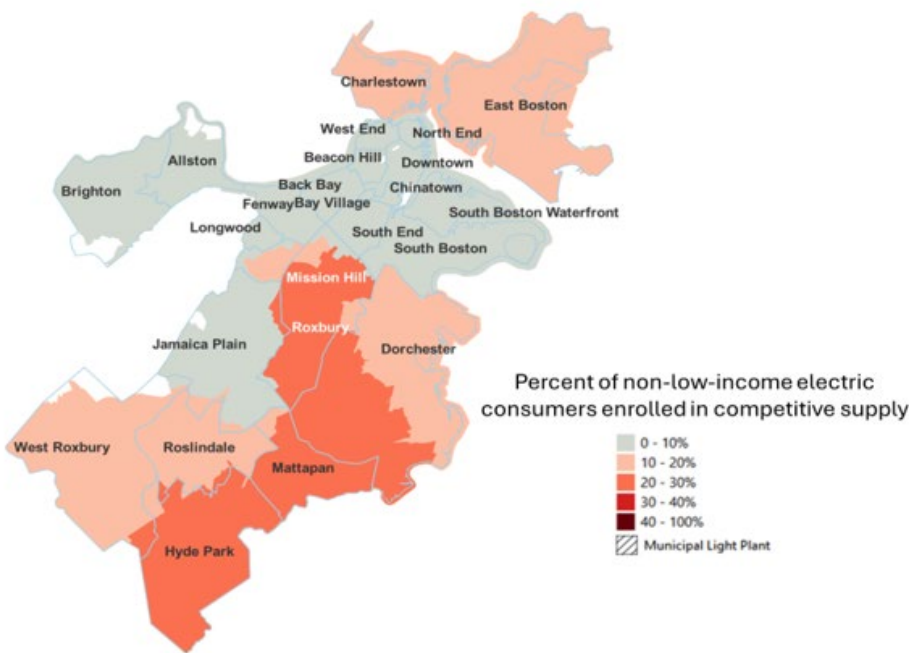 Charlestown
East Boston
West End
North End
Beacon Hill
Downtown
Allston
Brighton
Back Bay
Chinatown
Fenway
Bay Village
South Boston Waterfront
Longwood
South End
South Boston
Mission Hill
Roxbury
Jamaica Plain
Dorchester
West Roxbury
Roslindale
Mattapan
Hyde Park
Percent of non-low-income electric
consumers enrolled in competitive supply
0 - 10%
10 - 20%
20 - 30%
30 - 40%
40 - 100%
Municipal Light Plant